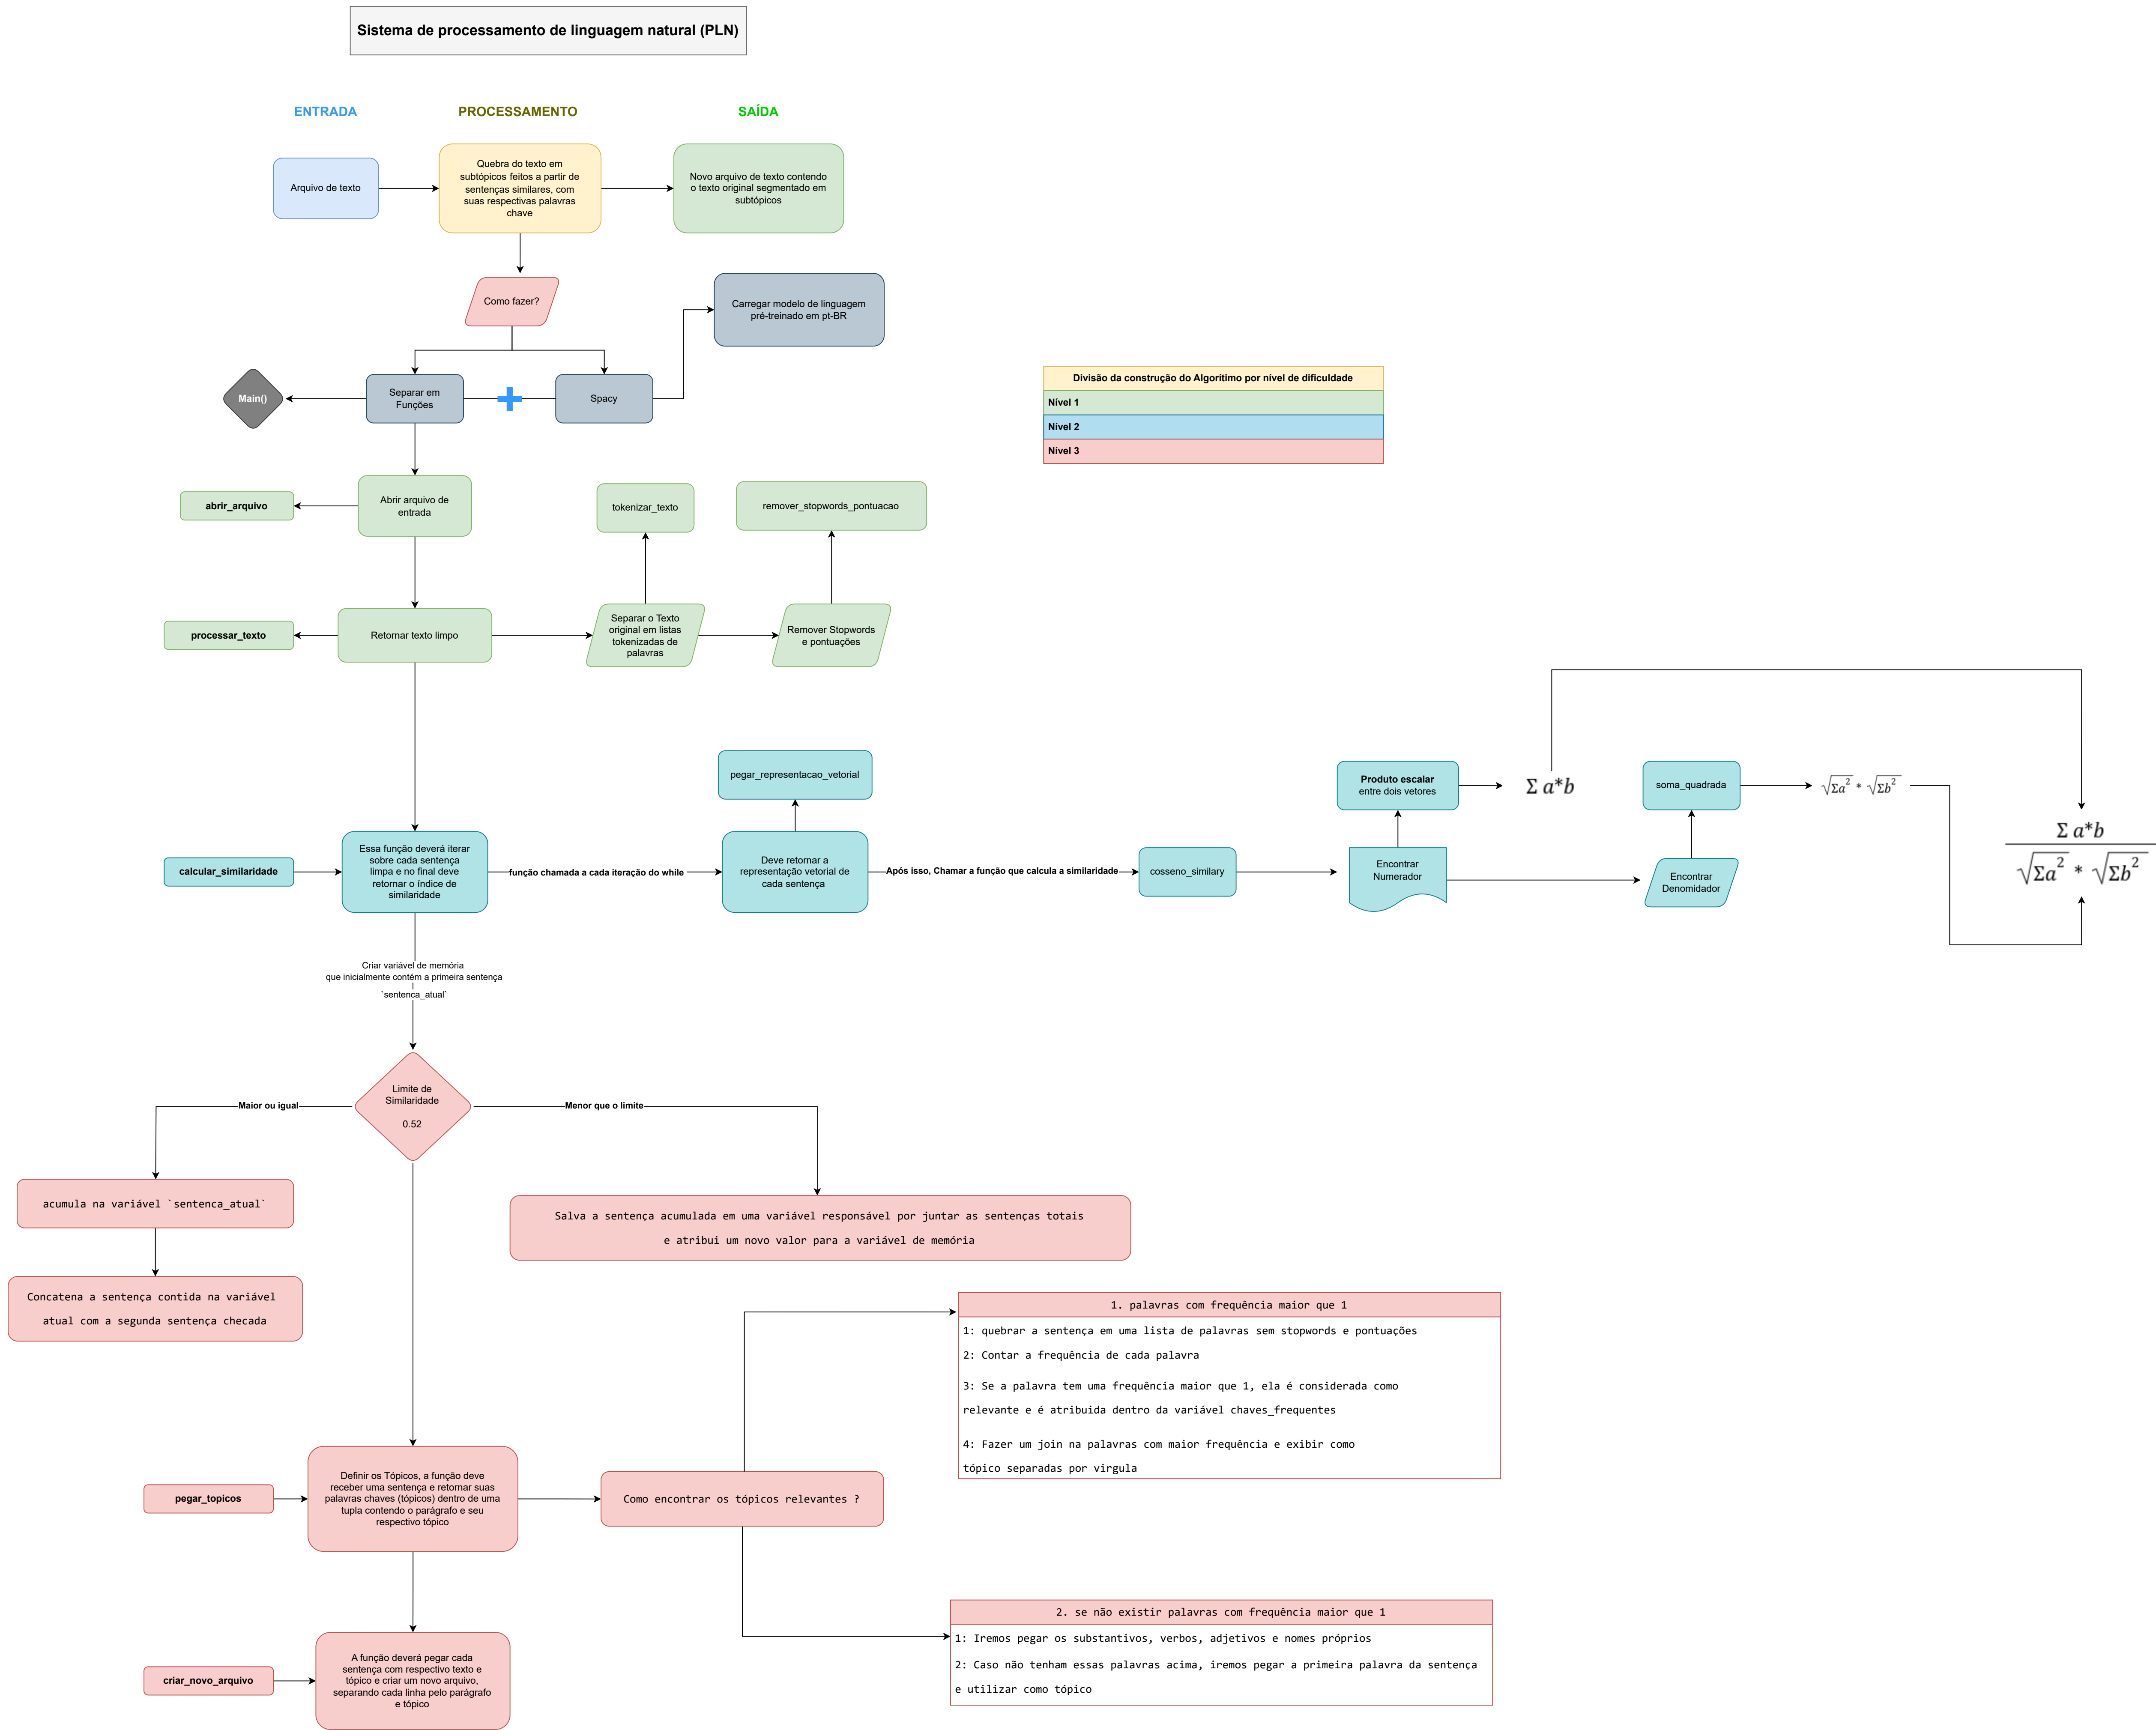 Sistema de processamento de linguagem natural (PLN)
ENTRADA
PROCESSAMENTO
SAÍDA
Arquivo de texto
Quebra do texto em
subtópicos feitos a partir de
sentenças similares, com
suas respectivas palavras
chave
Novo arquivo de texto contendo
o texto original segmentado em
subtópicos
Como fazer?
Carregar modelo de linguagem
pré-treinado em pt-BR
Main()
Separar em
Funções
Spacy
Divisão da construção do Algorítimo por nível de dificuldade
Nível 1
Nível 2
Nível 3
abrir_arquivo
Abrir arquivo de
entrada
tokenizar_texto
remover_stopwords_pontuacao
processar_texto
Retornar texto limpo
Separar o Texto
original em listas
tokenizadas de
palavras
Remover Stopwords
e pontuações
pegar_representacao_vetorial
Produto escalar
entre dois vetores
Σ a*b
soma_quadrada
√Σa² * √Σb²
calcular_similaridade
Essa função deverá iterar
sobre cada sentença
limpa e no final deve
retornar o índice de
similaridade
função chamada a cada iteração do while
Deve retornar a
representação vetorial de
cada sentença
Após isso, Chamar a função que calcula a similaridade
cosseno_similary
Encontrar
Numerador
Encontrar
Denomidador
Σ a*b
√Σa² * √Σb²
Criar variável de memória
que inicialmente contém a primeira sentença
`sentenca_atual`
Limite de
Similaridade
0.52
Maior ou igual
Menor que o limite
acumula na variável `sentenca_atual`
Salva a sentença acumulada em uma variável responsável por juntar as sentenças totais
e atribui um novo valor para a variável de memória
Concatena a sentença contida na variável
atual com a segunda sentença checada
1. palavras com frequência maior que 1
1: quebrar a sentença em uma lista de palavras sem stopwords e pontuações
2: Contar a frequência de cada palavra
3: Se a palavra tem uma frequência maior que 1, ela é considerada como
relevante e é atribuida dentro da variável chaves_frequentes
4: Fazer um join na palavras com maior frequência e exibir como
tópico separadas por virgula
pegar_topicos
Definir os Tópicos, a função deve
receber uma sentença e retornar suas
palavras chaves (tópicos) dentro de uma
tupla contendo o parágrafo e seu
respectivo tópico
Como encontrar os tópicos relevantes ?
2. se não existir palavras com frequência maior que 1
1: Iremos pegar os substantivos, verbos, adjetivos e nomes próprios
2: Caso não tenham essas palavras acima, iremos pegar a primeira palavra da sentença
e utilizar como tópico
criar_novo_arquivo
A função deverá pegar cada
sentença com respectivo texto e
tópico e criar um novo arquivo,
separando cada linha pelo parágrafo
e tópico